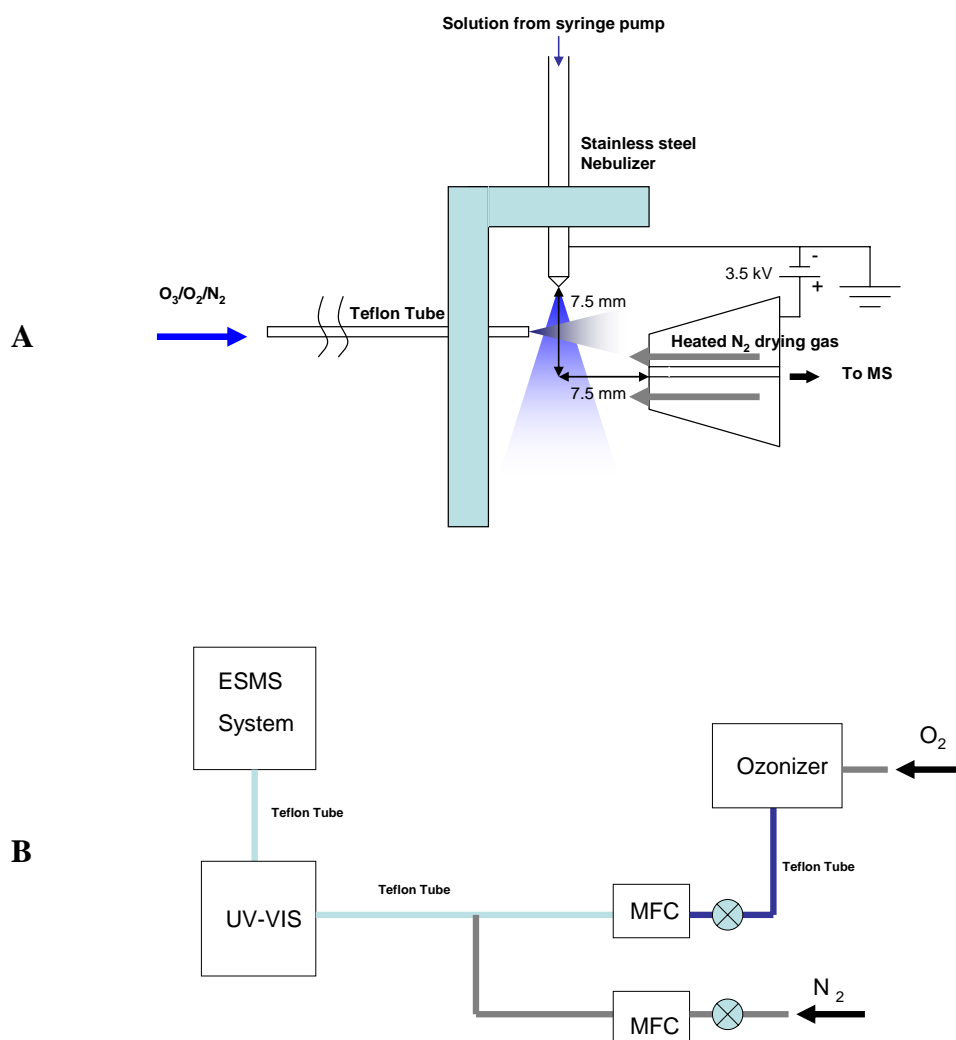 Solution from syringe pump
Stainless steel
Nebulizer
O3/O2/N2
Teflon Tube
7.5 mm
3.5 kV
-
+
A
Heated N2 drying gas
To MS
7.5 mm
ESMS
System
O2
Ozonizer
Teflon Tube
B
Teflon Tube
Teflon Tube
UV-VIS
MFC
N 2
MFC